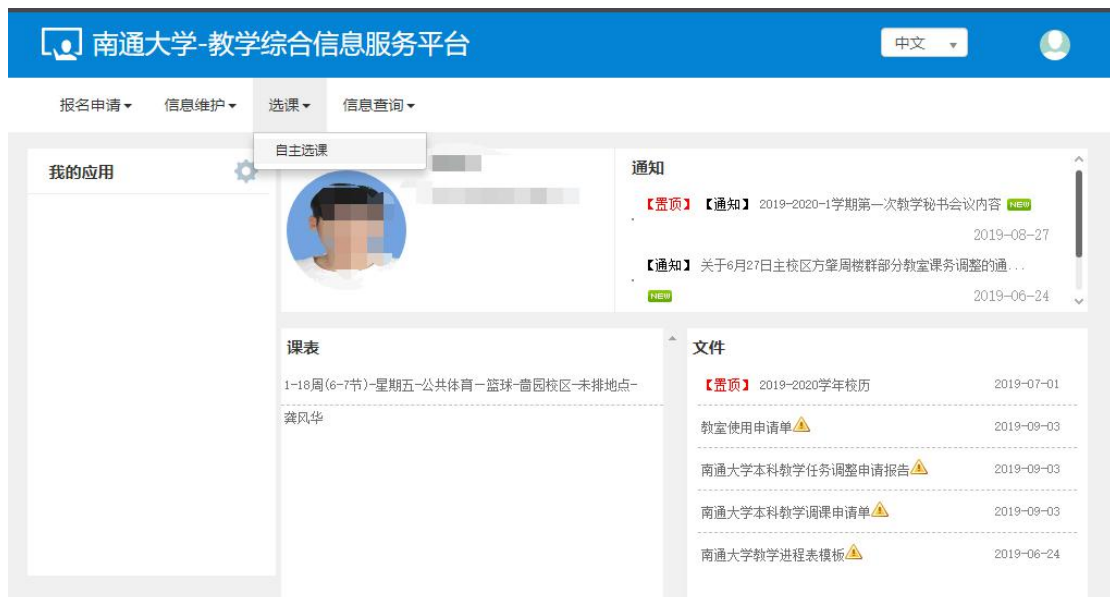 南通大学-教学综合信息服务平台
中文
报名申请 信息维护 选课 信息查询
自主选课
我的应用
通知
【置顶】【通知】2019-2020-1学期第一次教学秘书会议内容 NEW
2019-08-27
【通知】关于6月27日主校区方肇周楼群部分教室课务调整的通...
NEW 2019-06-24
课表
1-18周(6-7节)-星期五-公共体育—篮球-啬园校区-未排地点-
龚风华
文件
【置顶】2019-2020学年校历 2019-07-01
教室使用申请单 2019-09-03
南通大学本科教学任务调整申请报告 2019-09-03
南通大学本科教学调课申请单 2019-09-03
南通大学教学进程表模板 2019-06-24